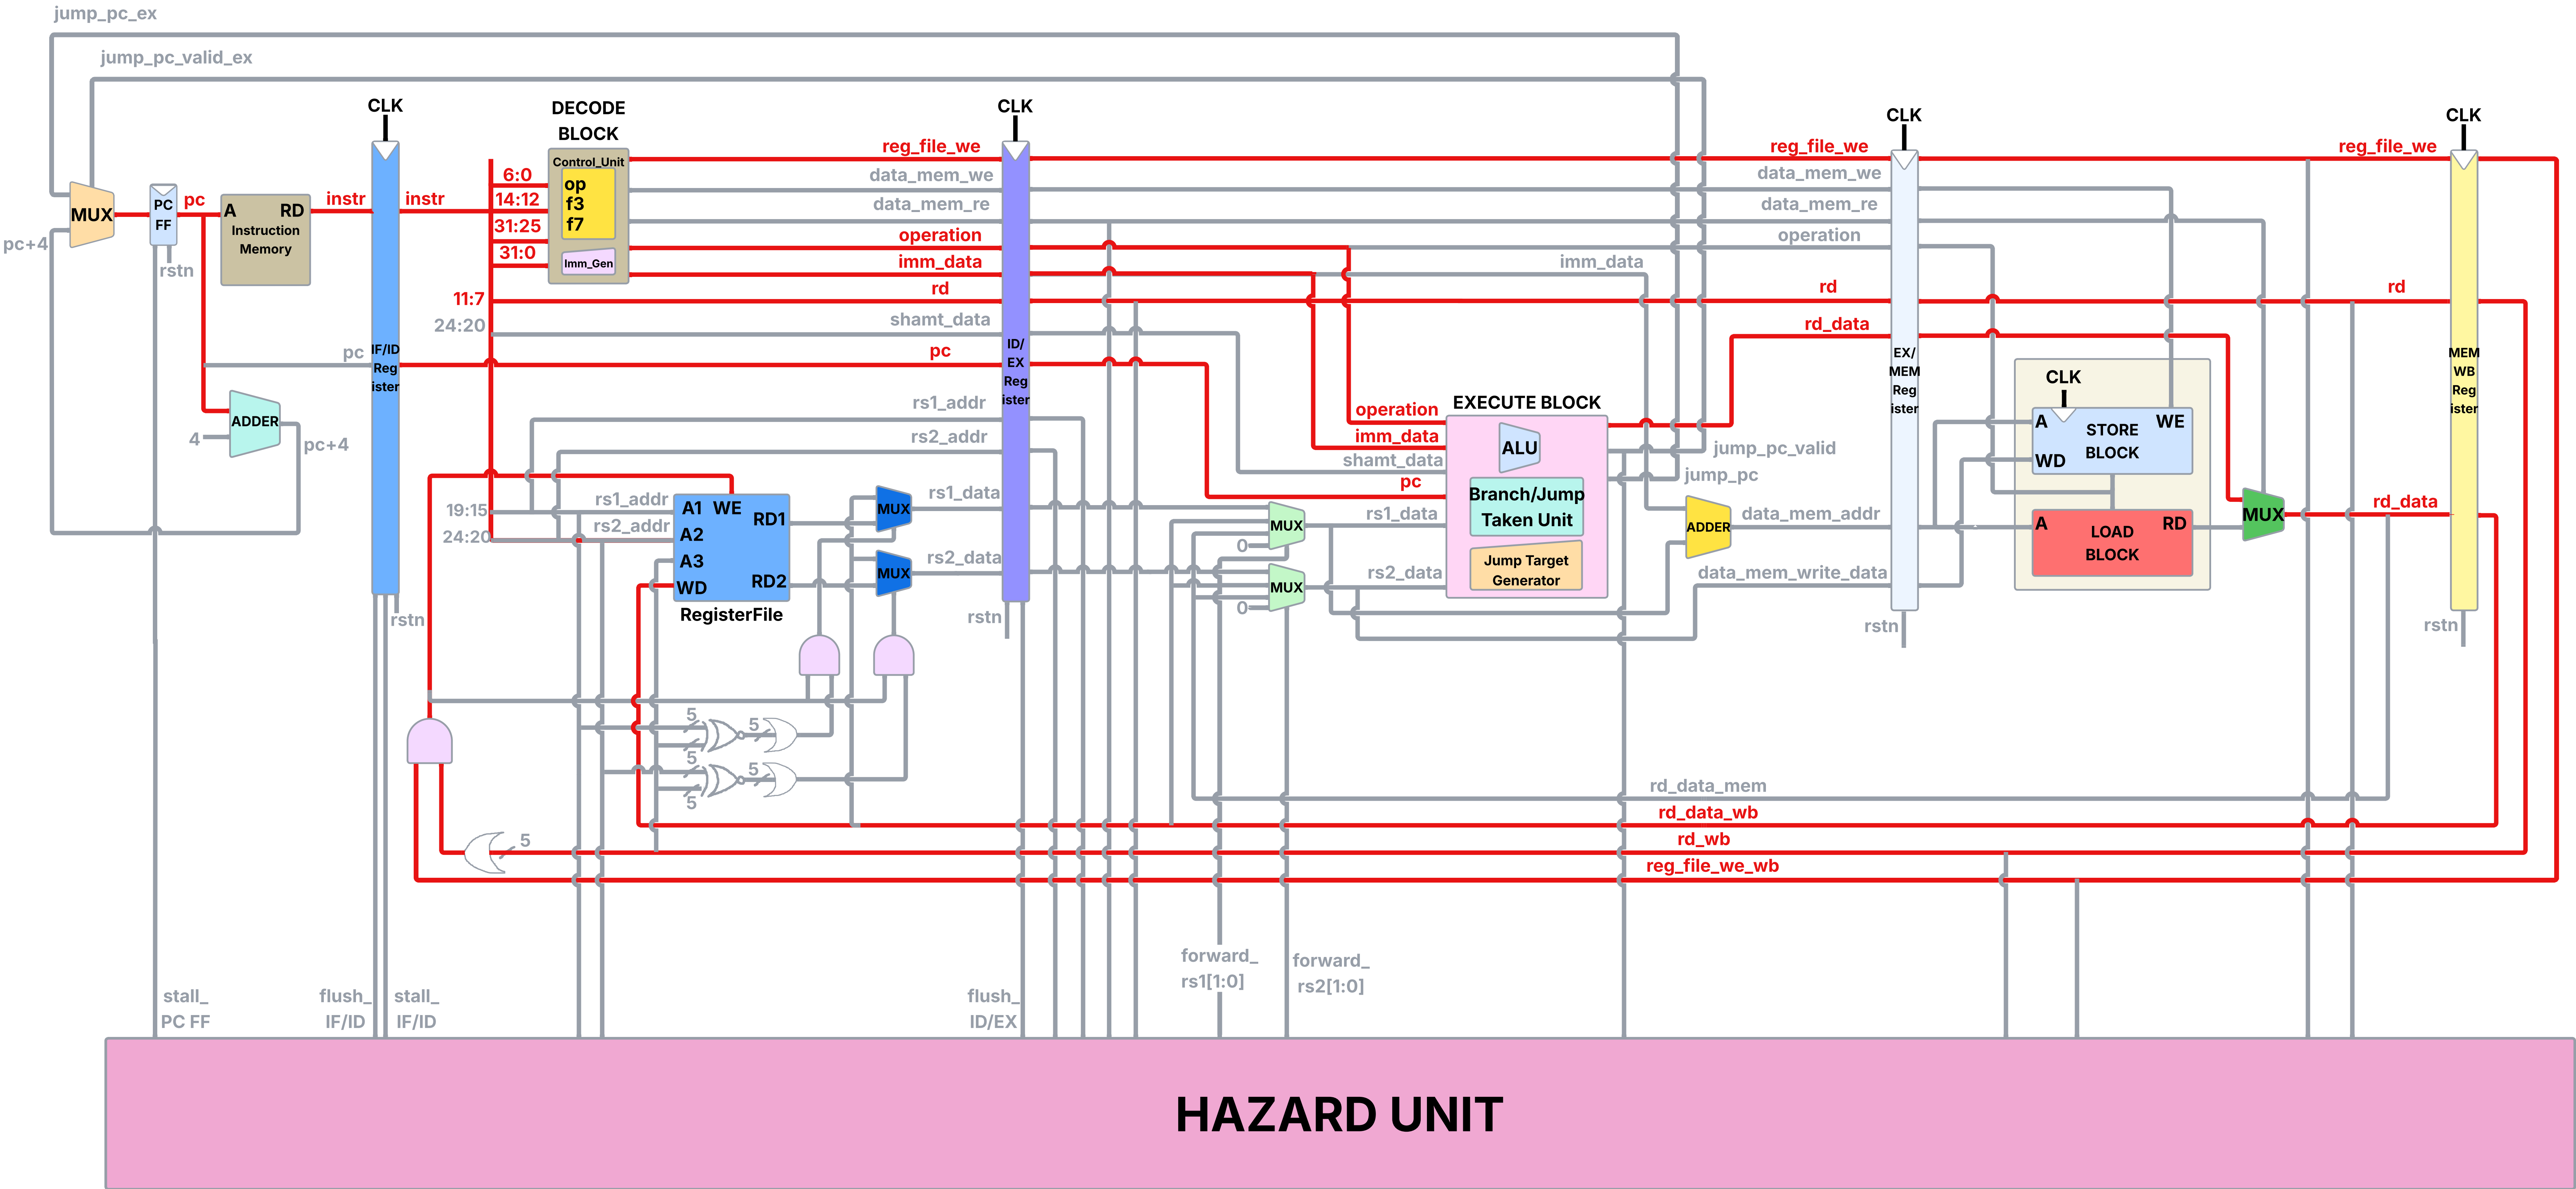 jump_pc_ex
jump_pc_valid_ex
CLK
DECODE
BLOCK
CLK
CLK
CLK
Control_Unit
op
f3
f7
Imm_Gen
6:0
14:12
31:25
31:0
11:7
24:20
reg_file_we
data_mem_we
data_mem_re
operation
imm_data
rd
shamt_data
pc
rs1_addr
rs2_addr
reg_file_we
data_mem_we
data_mem_re
operation
imm_data
rd
rd_data
reg_file_we
rd
MUX
pc+4
PC
FF
rstn
pc
A RD
Instruction
Memory
instr
instr
pc
IF/ID
Reg
ister
ADDER
4
pc+4
rstn
19:15
24:20
rs1_addr
rs2_addr
A1 WE
A2
A3
WD
RD1
RD2
RegisterFile
MUX
MUX
rs1_data
rs2_data
ID/
EX
Reg
ister
rstn
5
5
5
5
5
5
5
MUX
0
MUX
0
EXECUTE BLOCK
operation
imm_data
shamt_data
pc
rs1_data
rs2_data
ALU
Branch/Jump
Taken Unit
Jump Target
Generator
jump_pc_valid
jump_pc
ADDER
data_mem_addr
data_mem_write_data
EX/
MEM
Reg
ister
rstn
CLK
A WE
STORE
BLOCK
WD
A RD
LOAD
BLOCK
MUX
rd_data
MEM
WB
Reg
ister
rstn
rd_data_mem
rd_data_wb
rd_wb
reg_file_we_wb
stall_
PC FF
flush_
IF/ID
stall_
IF/ID
flush_
ID/EX
forward_
rs1[1:0]
forward_
rs2[1:0]
HAZARD UNIT